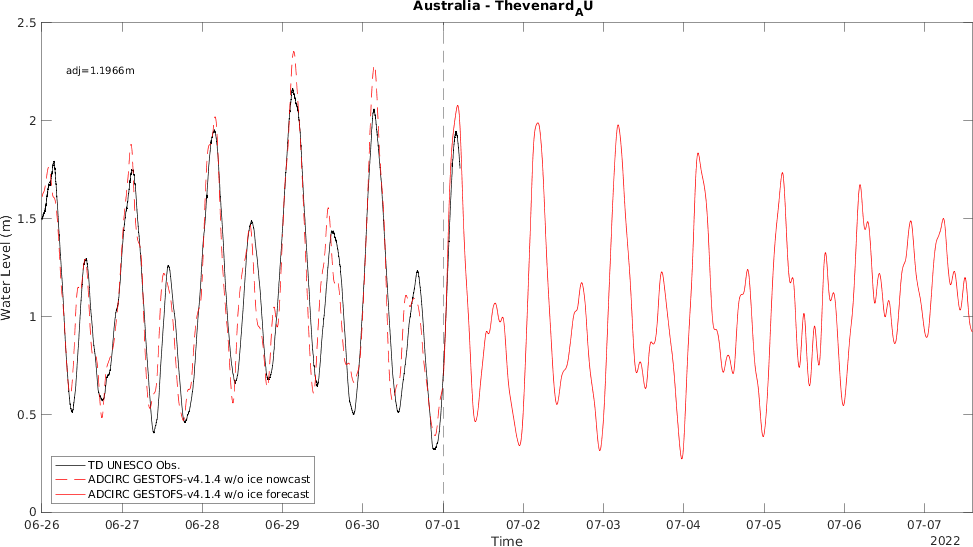 Australia - Thevenard_AU
2.5
adj=1.1966m
2
1.5
Water Level (m)
1
0.5
TD UNESCO Obs.
ADCIRC GESTOFS-v4.1.4 w/o ice nowcast
ADCIRC GESTOFS-v4.1.4 w/o ice forecast
0
06-26 06-27 06-28 06-29 06-30 07-01 07-02 07-03 07-04 07-05 07-06 07-07
Time 2022